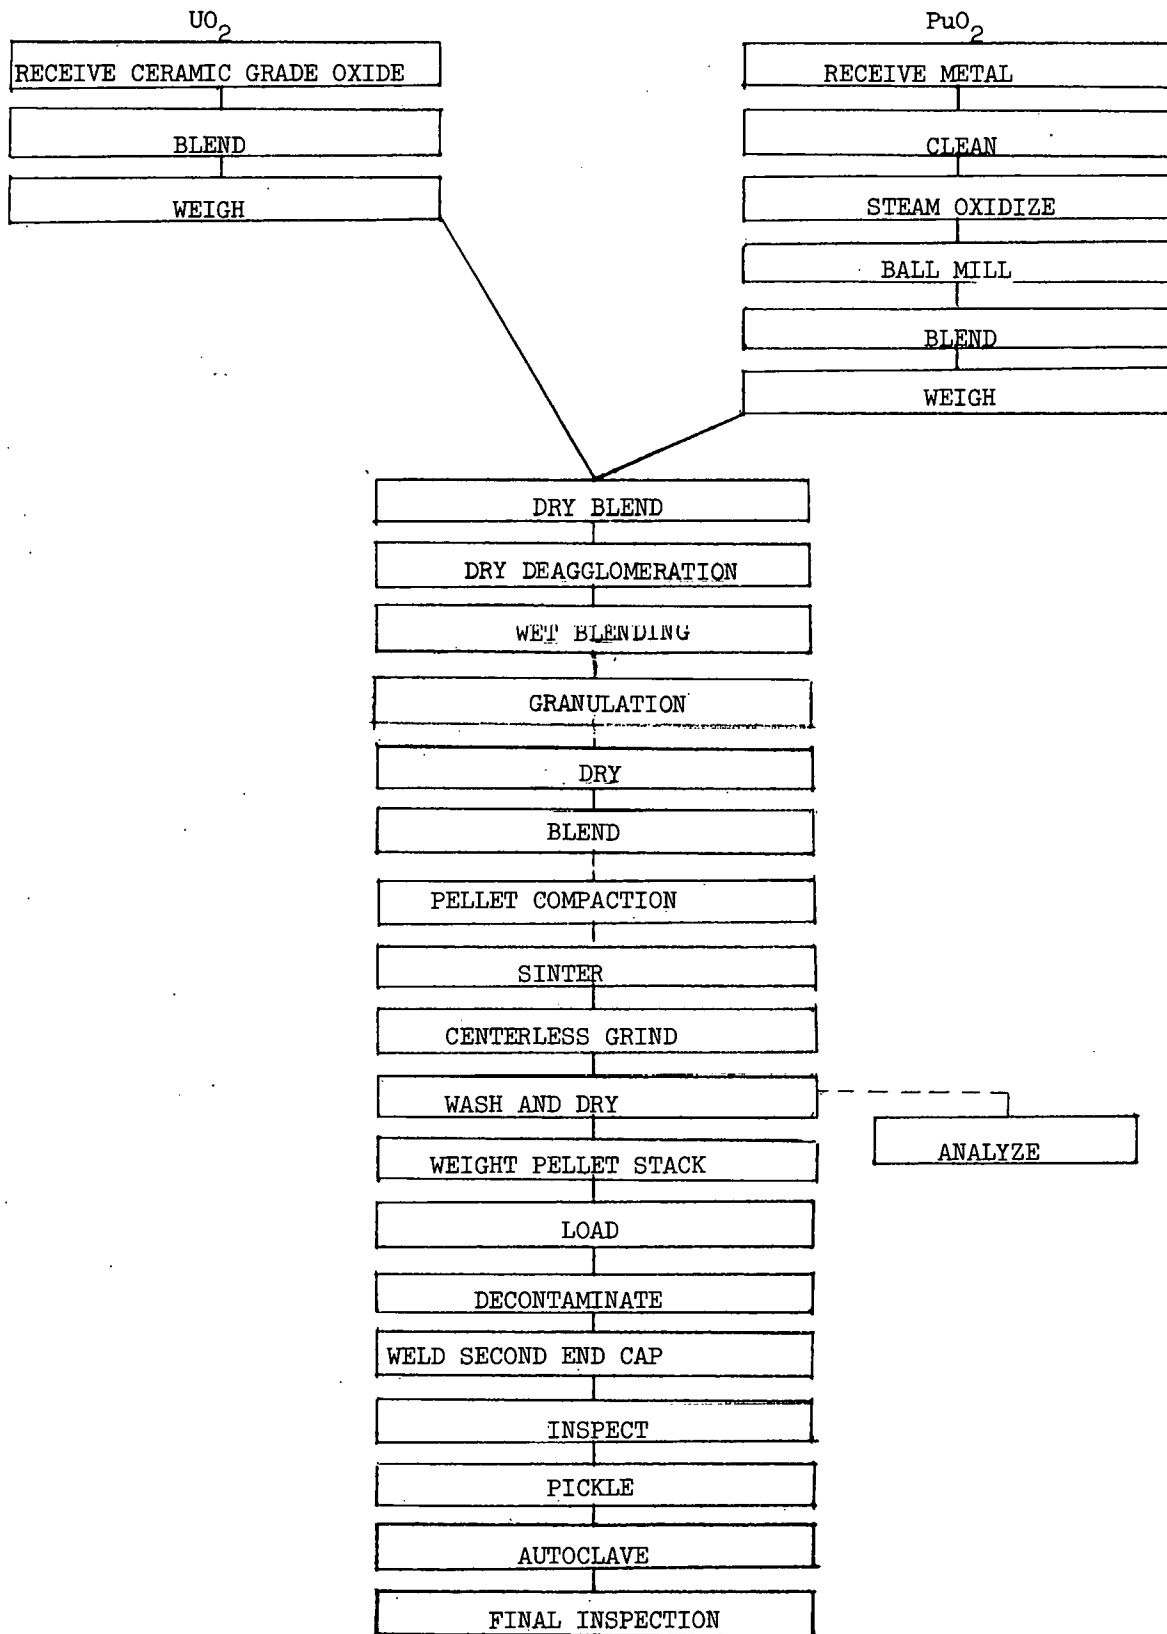 UO2
RECEIVE CERAMIC GRADE OXIDE
BLEND
WEIGH
PuO2
RECEIVE METAL
CLEAN
STEAM OXIDIZE
BALL MILL
BLEND
WEIGH
DRY BLEND
DRY DEAGGLOMERATION
WET BLENDING
GRANULATION
DRY
BLEND
PELLET COMPACTION
SINTER
CENTERLESS GRIND
WASH AND DRY
ANALYZE
WEIGHT PELLET STACK
LOAD
DECONTAMINATE
WELD SECOND END CAP
INSPECT
PICKLE
AUTOCLAVE
FINAL INSPECTION